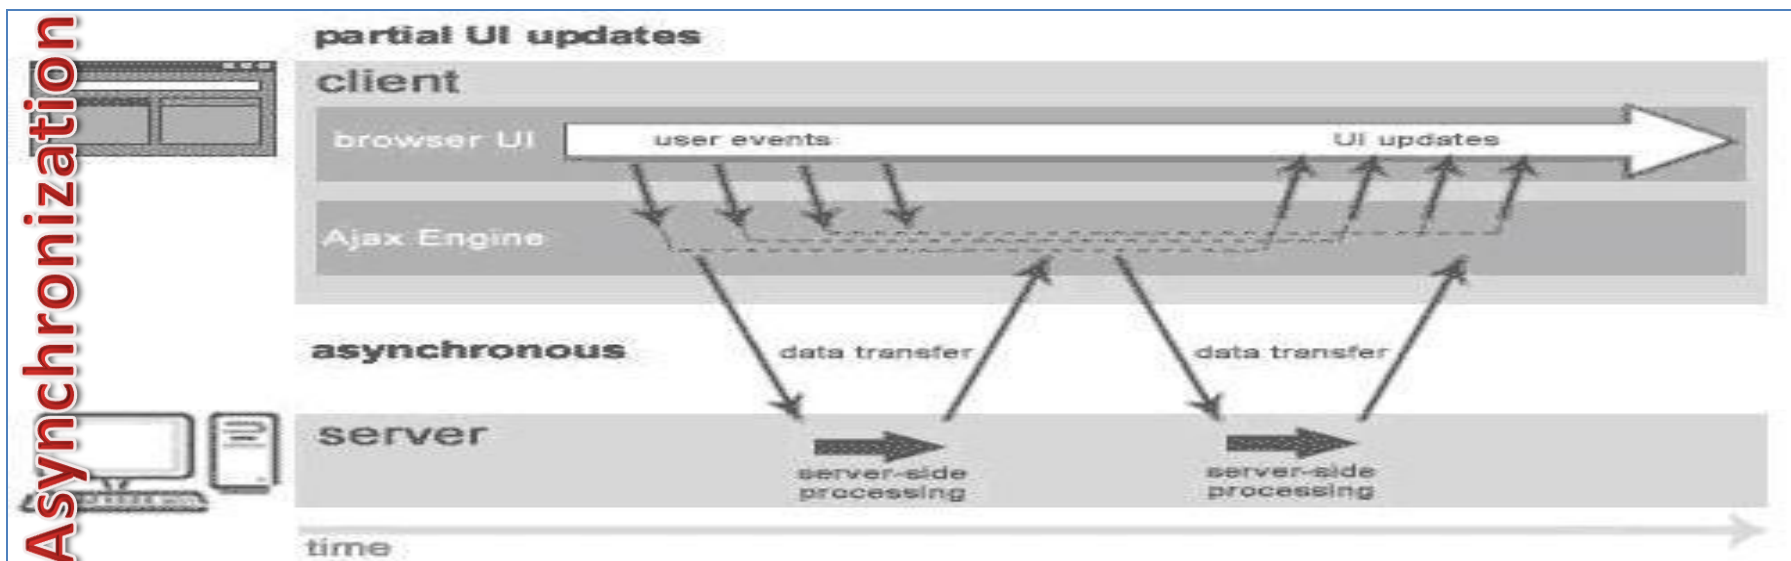 Asynchronization
partial UI updates
client
browser UI
user events
UI updates
Ajax Engine
asynchronous
data transfer
data transfer
server
server-side
processing
server-side
processing
time